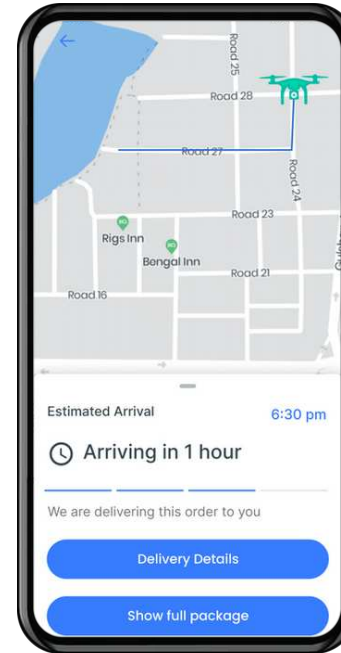 Road 25
Road 28
Road 27
Road 24
Road 23
Rigs Inn
Bengal Inn
Road 21
Road 16
Estimated Arrival
6:30 pm
Arriving in 1 hour
We are delivering this order to you
Delivery Details
Show full package